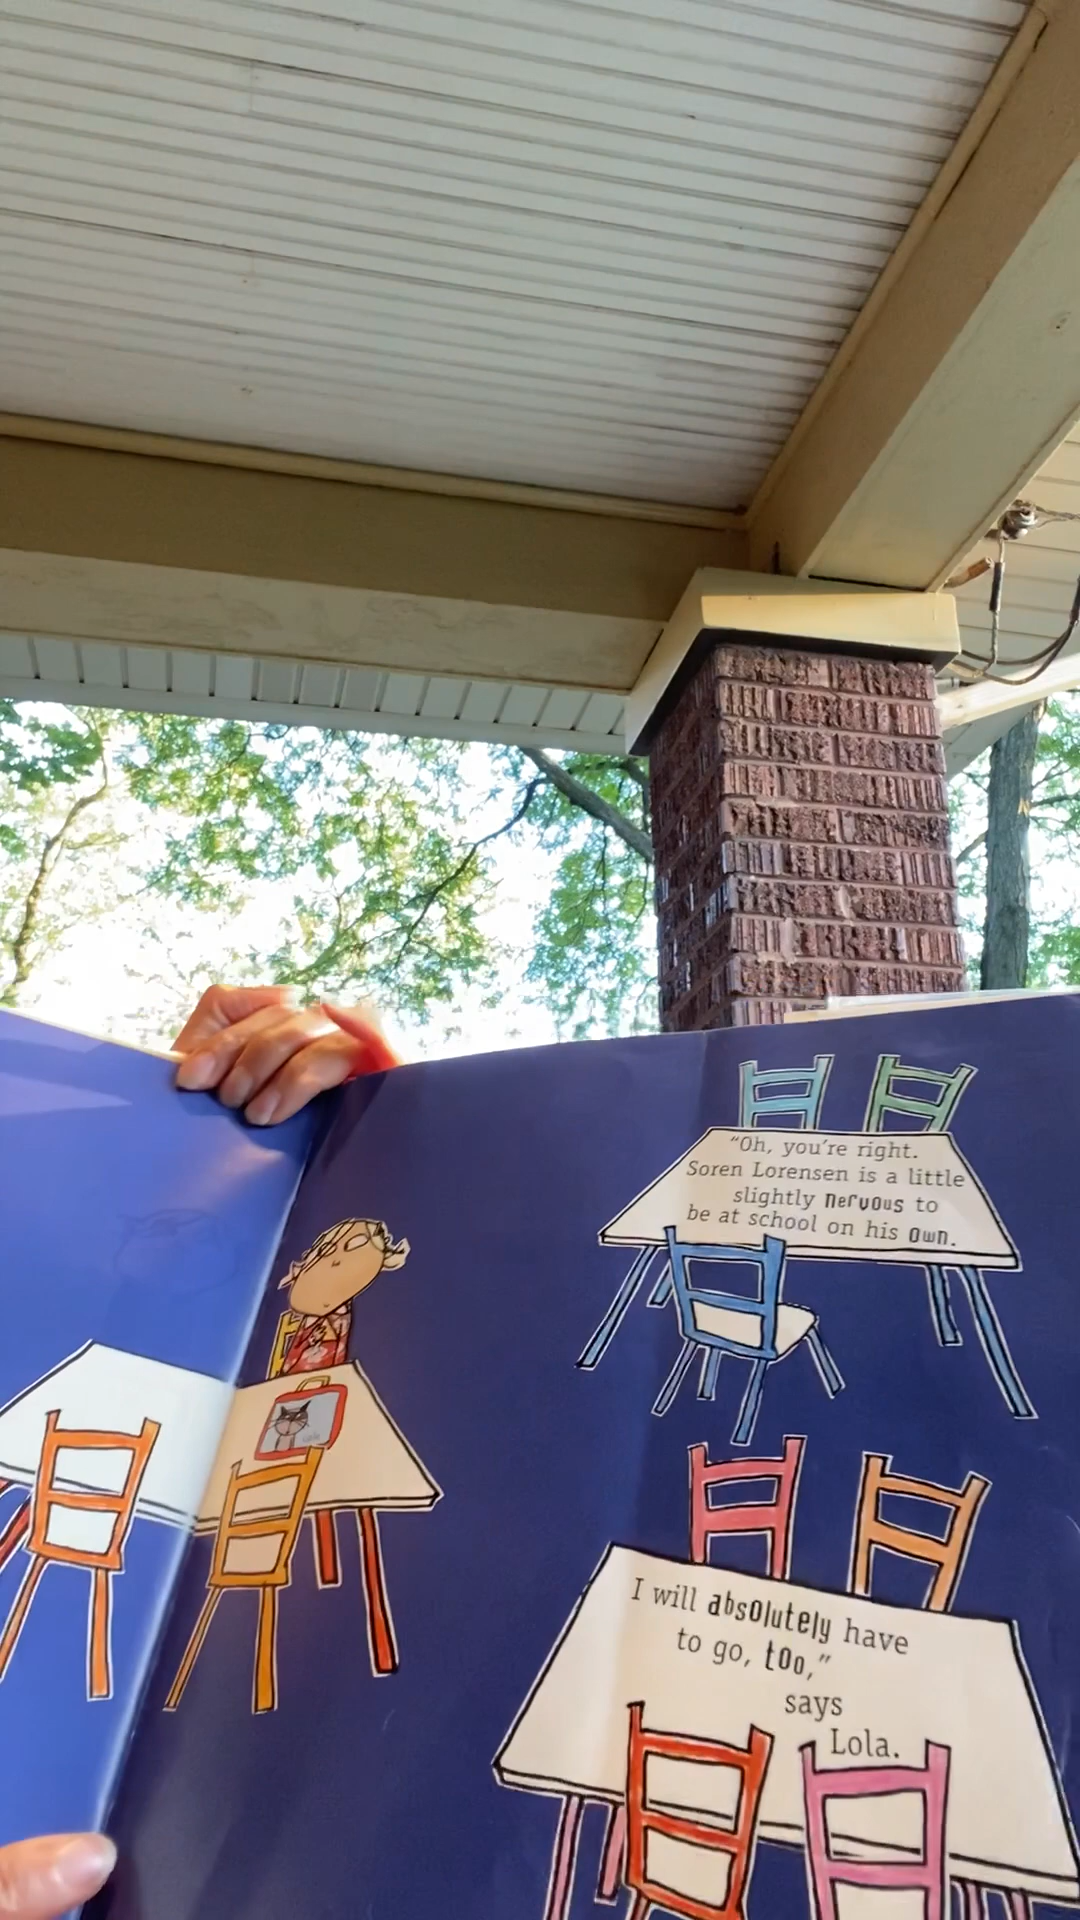 "Oh, you're right.
Soren Lorensen is a little
slightly nervous to
be at school on his own.
I will absolutely have
to go, too,"
says
Lola.